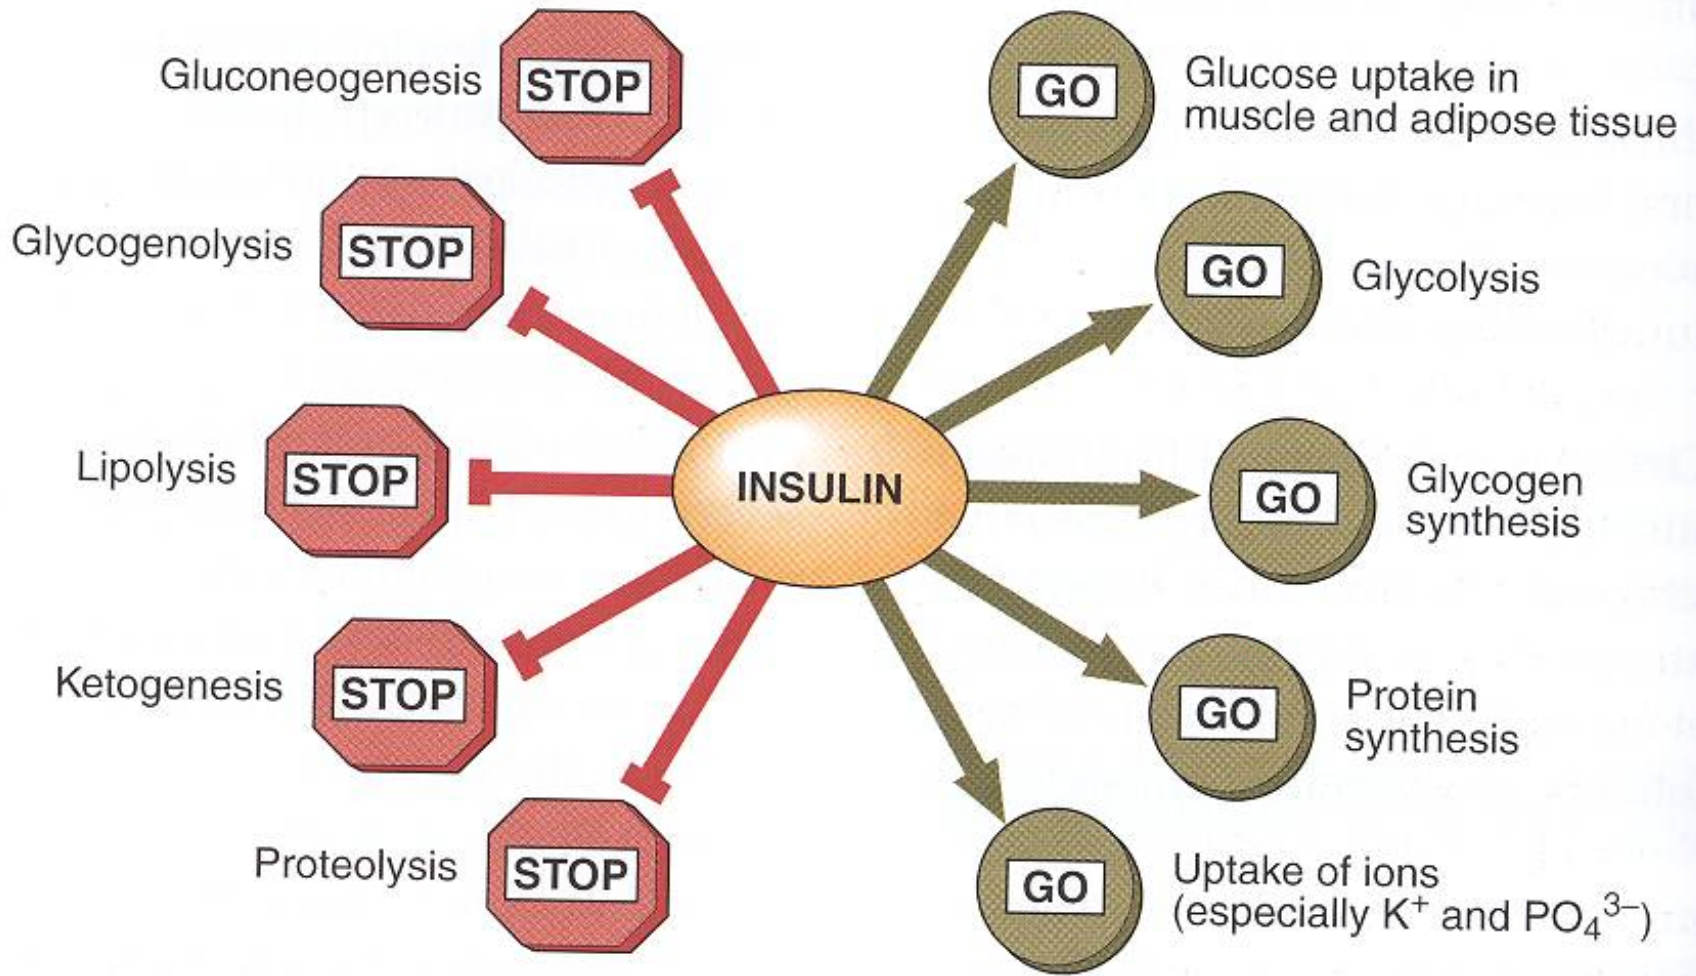 Gluconeogenesis
STOP
GO
Glucose uptake in
muscle and adipose tissue
Glycogenolysis
STOP
GO
Glycolysis
Lipolysis
STOP
INSULIN
GO
Glycogen
synthesis
Ketogenesis
STOP
GO
Protein
synthesis
Proteolysis
STOP
GO
Uptake of ions
(especially K⁺ and PO₄³⁻)